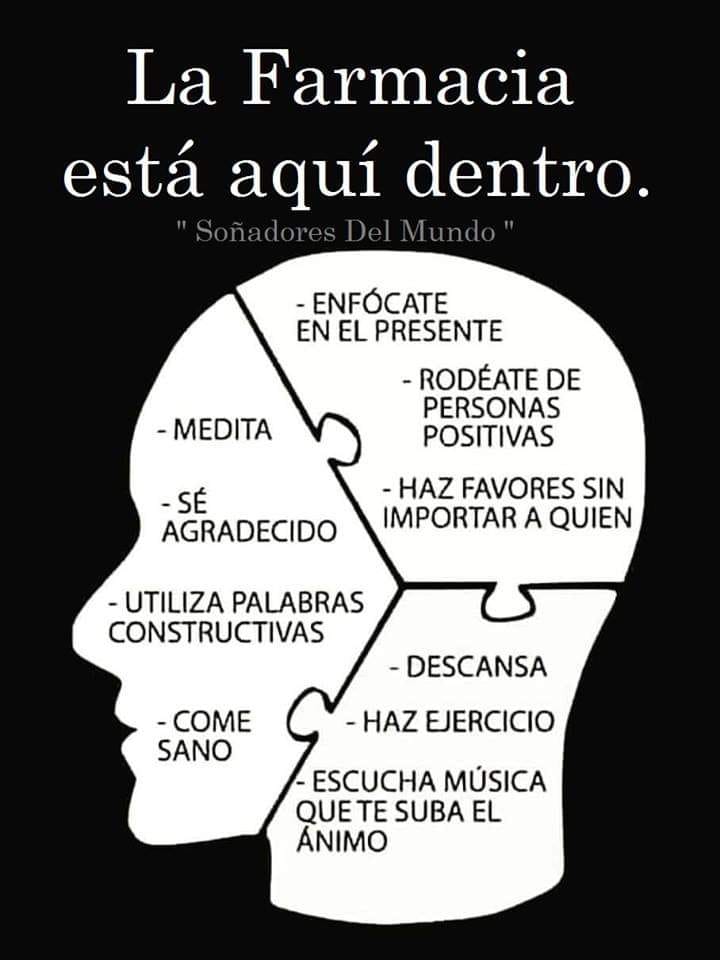 La Farmacia
está aquí dentro.
" Soñadores Del Mundo "
- ENFÓCATE
EN EL PRESENTE
- RODÉATE DE
PERSONAS
POSITIVAS
- HAZ FAVORES SIN
IMPORTAR A QUIEN
- MEDITA
- SÉ
AGRADECIDO
- UTILIZA PALABRAS
CONSTRUCTIVAS
- COME
SANO
- DESCANSA
- HAZ EJERCICIO
- ESCUCHA MÚSICA
QUE TE SUBA EL
ÁNIMO